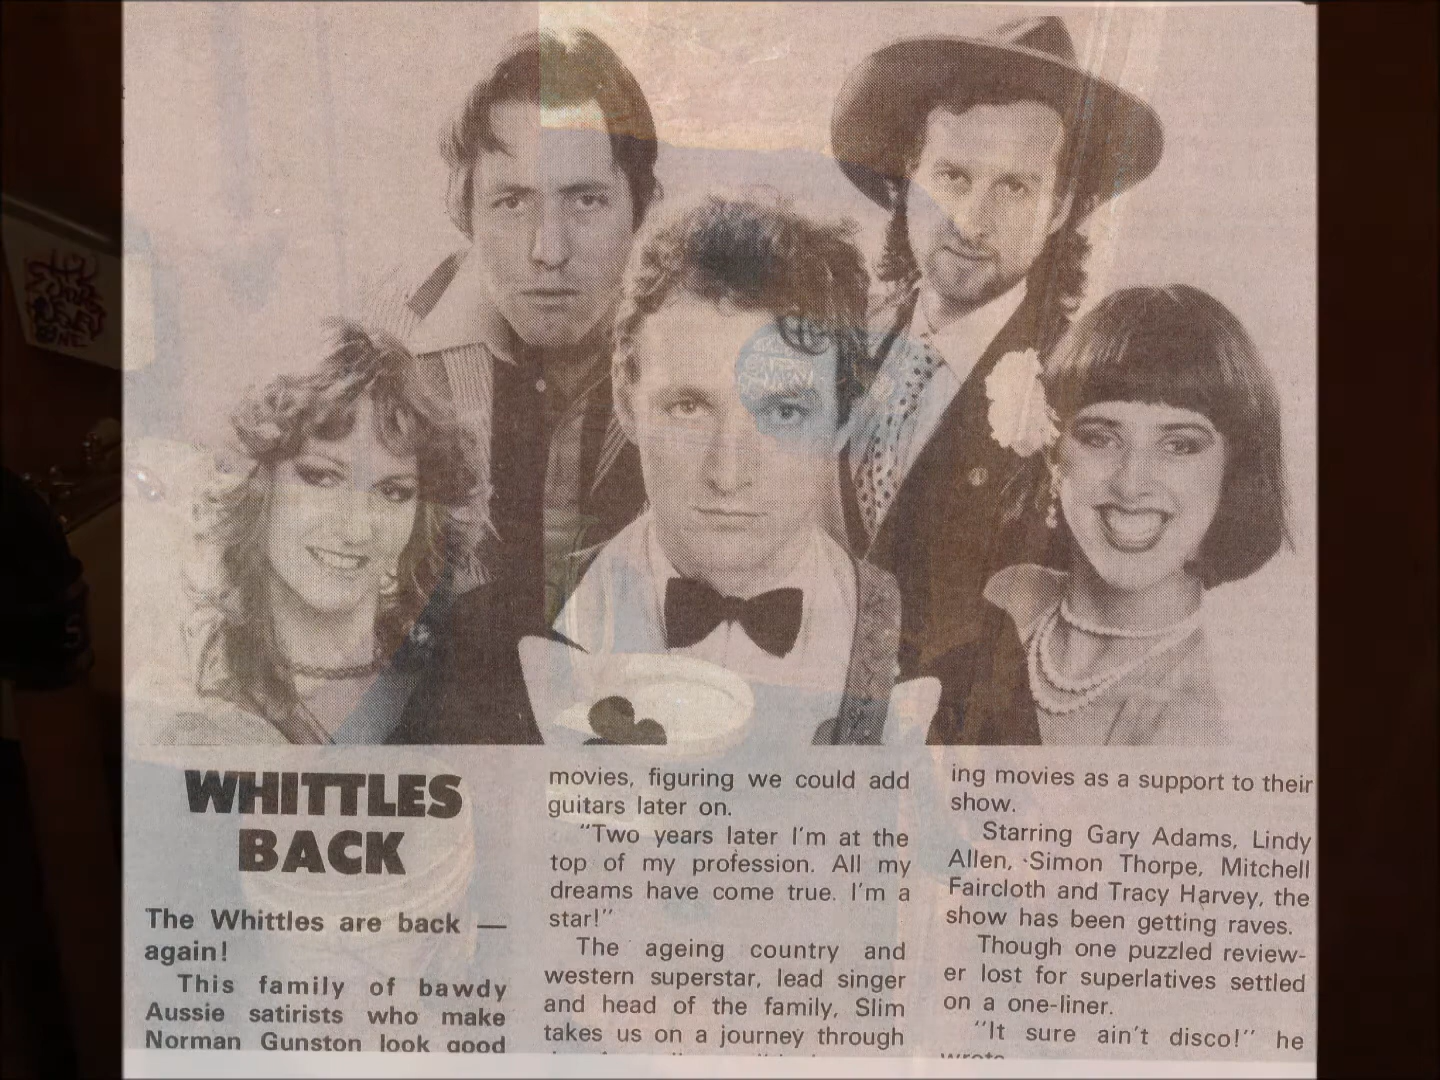 WHITTLES
BACK
The Whittles are back —
again!
This family of bawdy
Aussie satirists who make
Norman Gunston look good
movies, figuring we could add
guitars later on.
"Two years later I'm at the
top of my profession. All my
dreams have come true. I'm a
star!"
The ageing country and
western superstar, lead singer
and head of the family, Slim
takes us on a journey through
ing movies as a support to their
show.
Starring Gary Adams, Lindy
Allen, Simon Thorpe, Mitchell
Faircloth and Tracy Harvey, the
show has been getting raves.
Though one puzzled review-
er lost for superlatives settled
on a one-liner.
"It sure ain't disco!" he